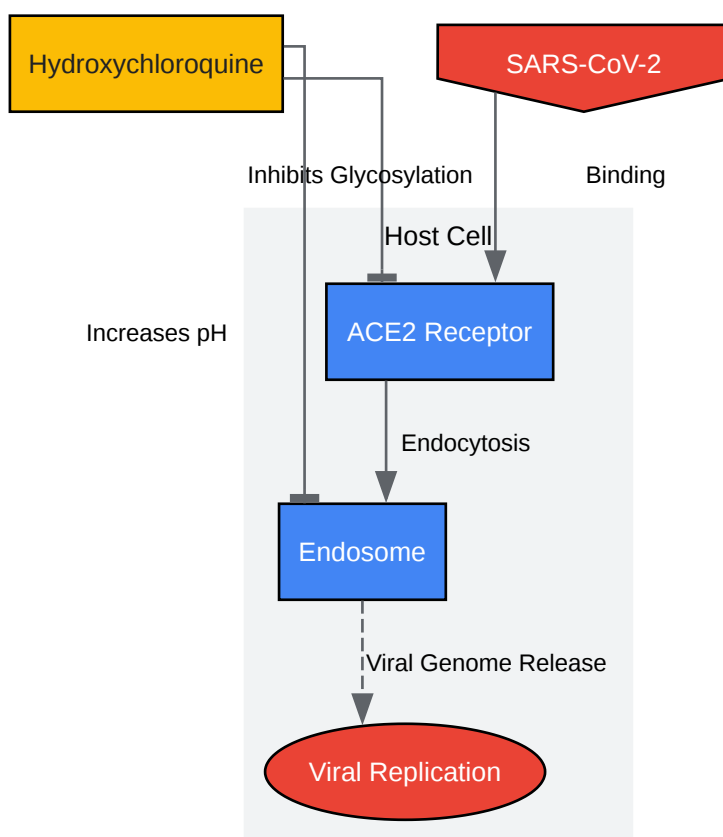 Hydroxychloroquine
SARS-CoV-2
Inhibits Glycosylation
Binding
Host Cell
ACE2 Receptor
Increases pH
Endocytosis
Endosome
Viral Genome Release
Viral Replication